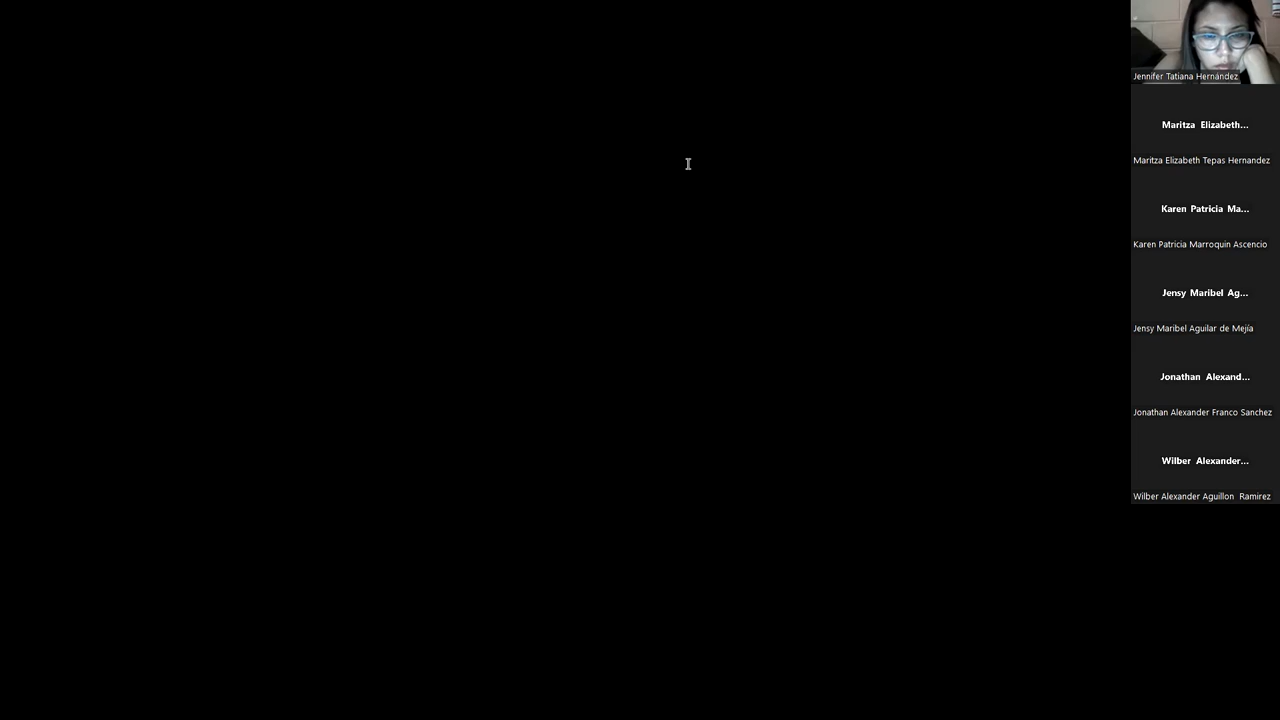 Jennifer Tatiana Hernández
Maritza Elizabeth...
Maritza Elizabeth Tepas Hernandez
Karen Patricia Ma...
Karen Patricia Marroquin Ascencio
Jensy Maribel Ag...
Jensy Maribel Aguilar de Mejía
Jonathan Alexand...
Jonathan Alexander Franco Sanchez
Wilber Alexander...
Wilber Alexander Aguillon Ramirez